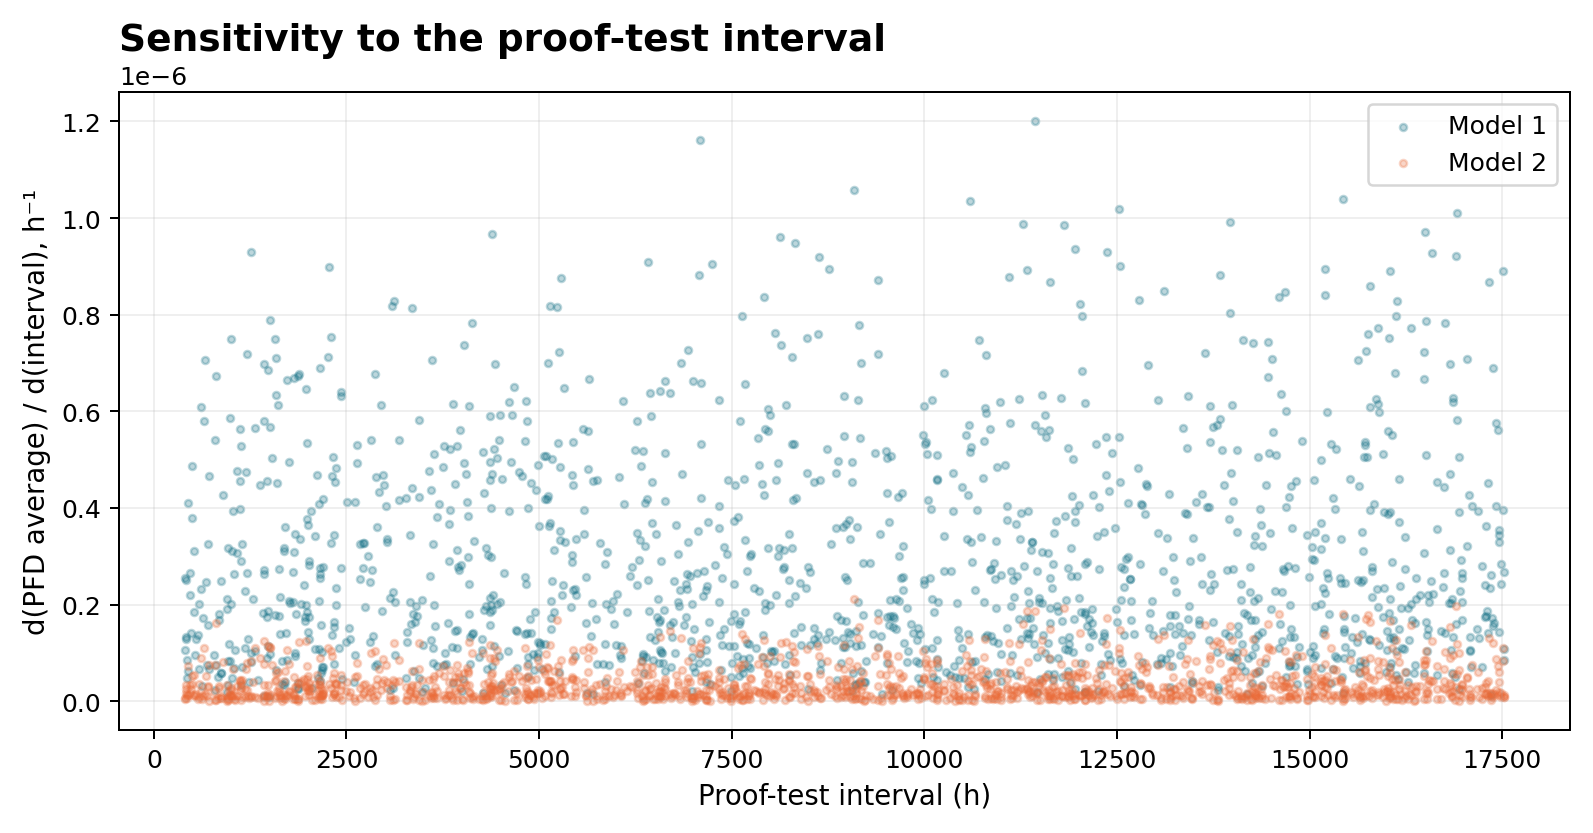 Sensitivity to the proof-test interval
1e−6
1.2
1.0
0.8
0.6
0.4
0.2
0.0
d(PFD average) / d(interval), h⁻¹
Model 1
Model 2
0 2500 5000 7500 10000 12500 15000 17500
Proof-test interval (h)